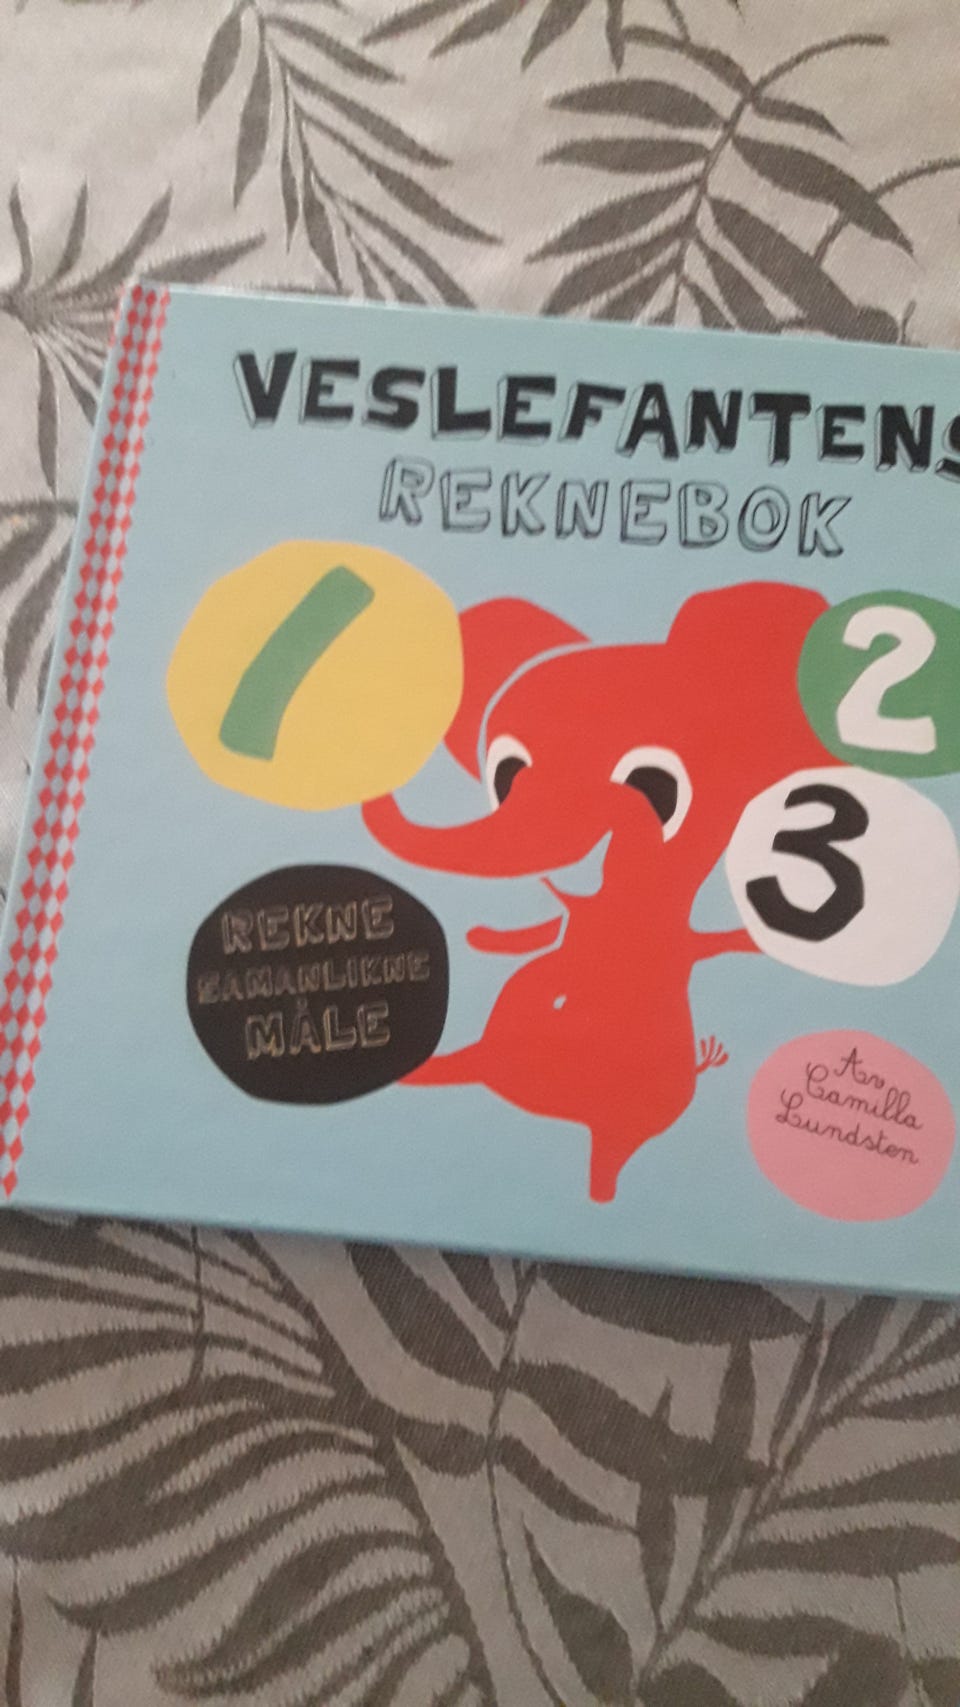 VESLEFANTENS
REKNEBOK
1
2
3
REKNE
SAMANLIKNE
MÅLE
Av
Camilla
Lundsten